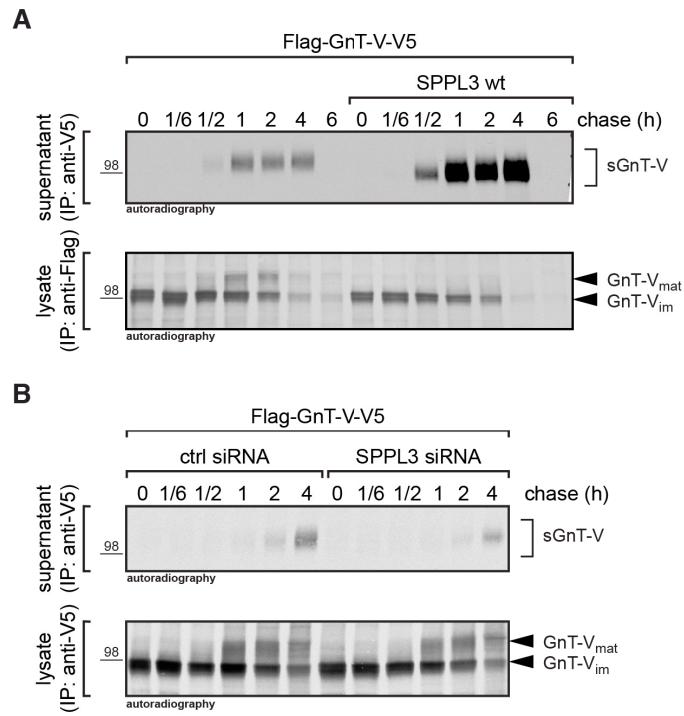 A
Flag-GnT-V-V5
SPPL3 wt
0 1/6 1/2 1 2 4 6 0 1/6 1/2 1 2 4 6 chase (h)
supernatant
(IP: anti-V5)
98
sGnT-V
autoradiography
lysate
(IP: anti-Flag)
98
GnT-Vmat
GnT-Vim
autoradiography
B
Flag-GnT-V-V5
ctrl siRNA SPPL3 siRNA
0 1/6 1/2 1 2 4 0 1/6 1/2 1 2 4 chase (h)
supernatant
(IP: anti-V5)
98
sGnT-V
autoradiography
lysate
(IP: anti-V5)
98
GnT-Vmat
GnT-Vim
autoradiography